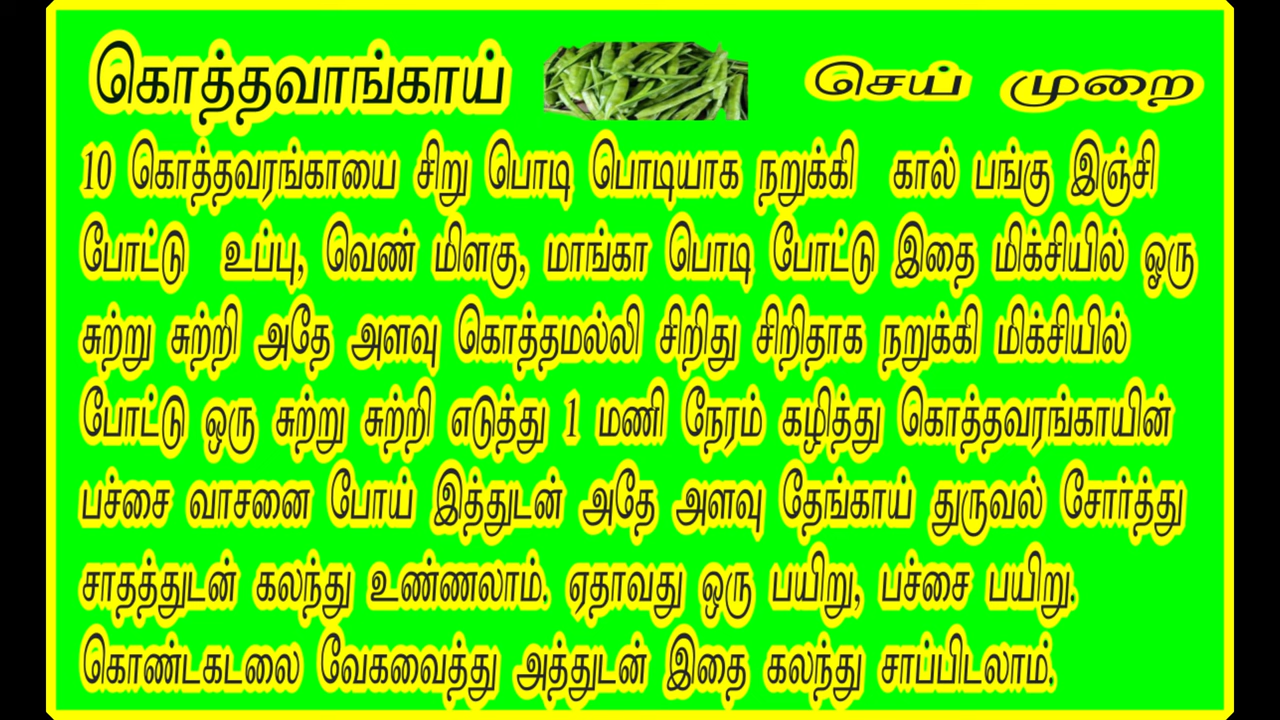 கொத்தவாங்காய் செய் முறை
10 கொத்தவரங்காயை சிறு பொடி பொடியாக நறுக்கி கால் பங்கு இஞ்சி
போட்டு உப்பு, வெண் மிளகு, மாங்கா பொடி போட்டு இதை மிக்சியில் ஒரு
சுற்று சுற்றி அதே அளவு கொத்தமல்லி சிறிது சிறிதாக நறுக்கி மிக்சியில்
போட்டு ஒரு சுற்று சுற்றி எடுத்து 1 மணி நேரம் கழித்து கொத்தவரங்காயின்
பச்சை வாசனை போய் இத்துடன் அதே அளவு தேங்காய் துருவல் சோர்த்து
சாதத்துடன் கலந்து உண்ணலாம். ஏதாவது ஒரு பயிறு, பச்சை பயிறு.
கொண்டகடலை வேகவைத்து அத்துடன் இதை கலந்து சாப்பிடலாம்.